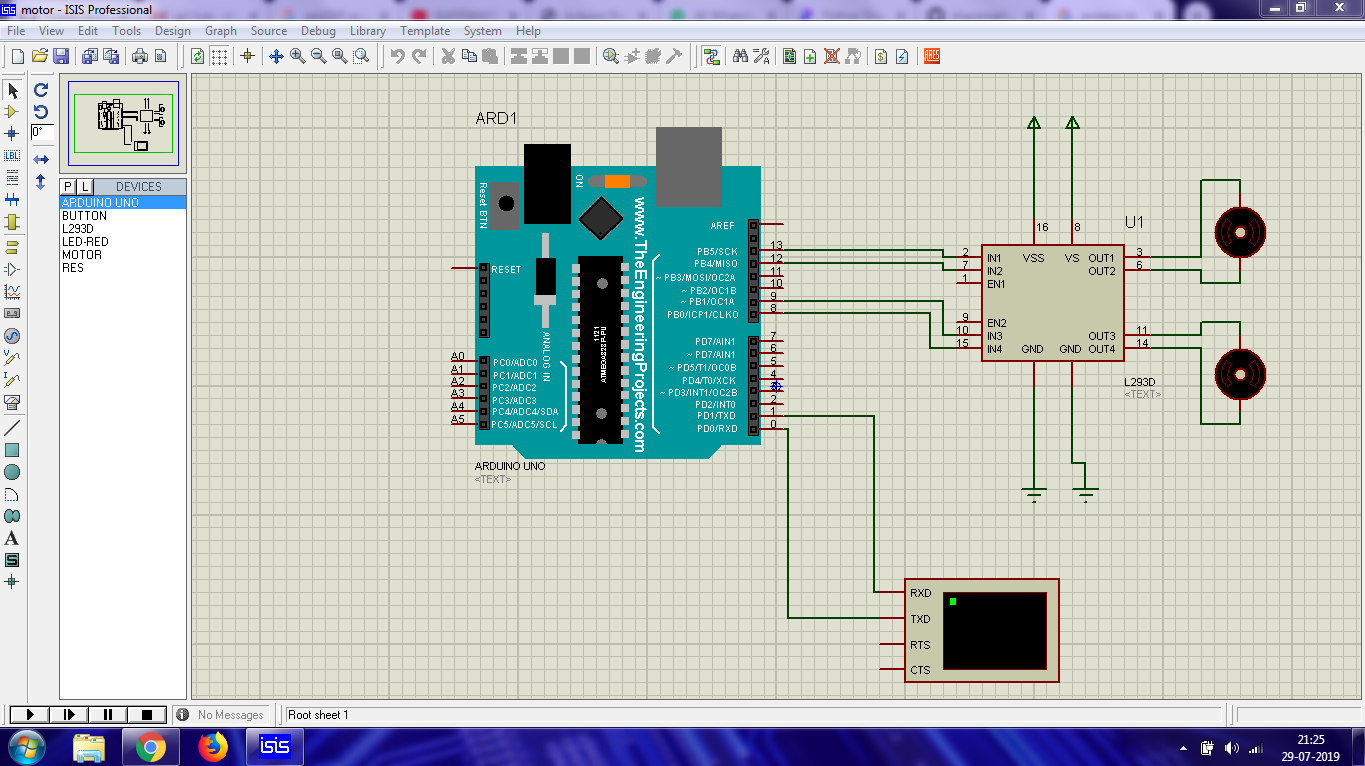 motor - ISIS Professional
File View Edit Tools Design Graph Source Debug Library Template System Help
ARES
LBL
0°
P L DEVICES
ARDUINO UNO
BUTTON
L293D
LED-RED
MOTOR
RES
A
S
ARD1
Reset BTN
ON
www.TheEngineeringProjects.com
ANALOG IN
1121
RESET
A0 PC0/ADC0
A1 PC1/ADC1
A2 PC2/ADC2
A3 PC3/ADC3
A4 PC4/ADC4/SDA
A5 PC5/ADC5/SCL
AREF
PB5/SCK 13
PB4/MISO 12
~ PB3/MOSI/OC2A 11
~ PB2/OC1B 10
~ PB1/OC1A 9
PB0/ICP1/CLKO 8
PD7/AIN1 7
~ PD7/AIN1 6
~ PD5/T1/OC0B 5
PD4/T0/XCK 4
~ PD3/INT1/OC2B
PD2/INT0 2
PD1/TXD 1
PD0/RXD 0
ARDUINO UNO
<TEXT>
U1
16 8
2 IN1 VSS VS OUT1 3
7 IN2 OUT2 6
1 EN1
9 EN2
10 IN3 OUT3 11
15 IN4 GND GND OUT4 14
L293D
<TEXT>
RXD
TXD
RTS
CTS
No Messages
Root sheet 1
isis
21:25
29-07-2019